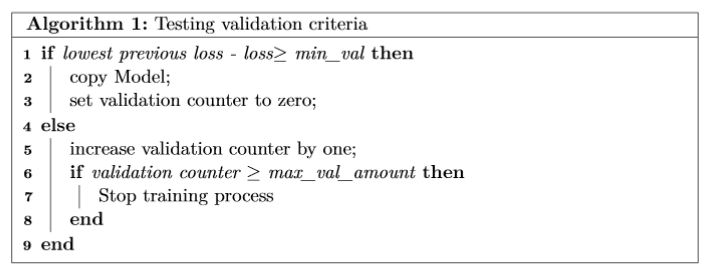 Algorithm 1: Testing validation criteria
1 if lowest previous loss - loss≥ min_val then
2 copy Model;
3 set validation counter to zero;
4 else
5 increase validation counter by one;
6 if validation counter ≥ max_val_amount then
7 Stop training process
8 end
9 end